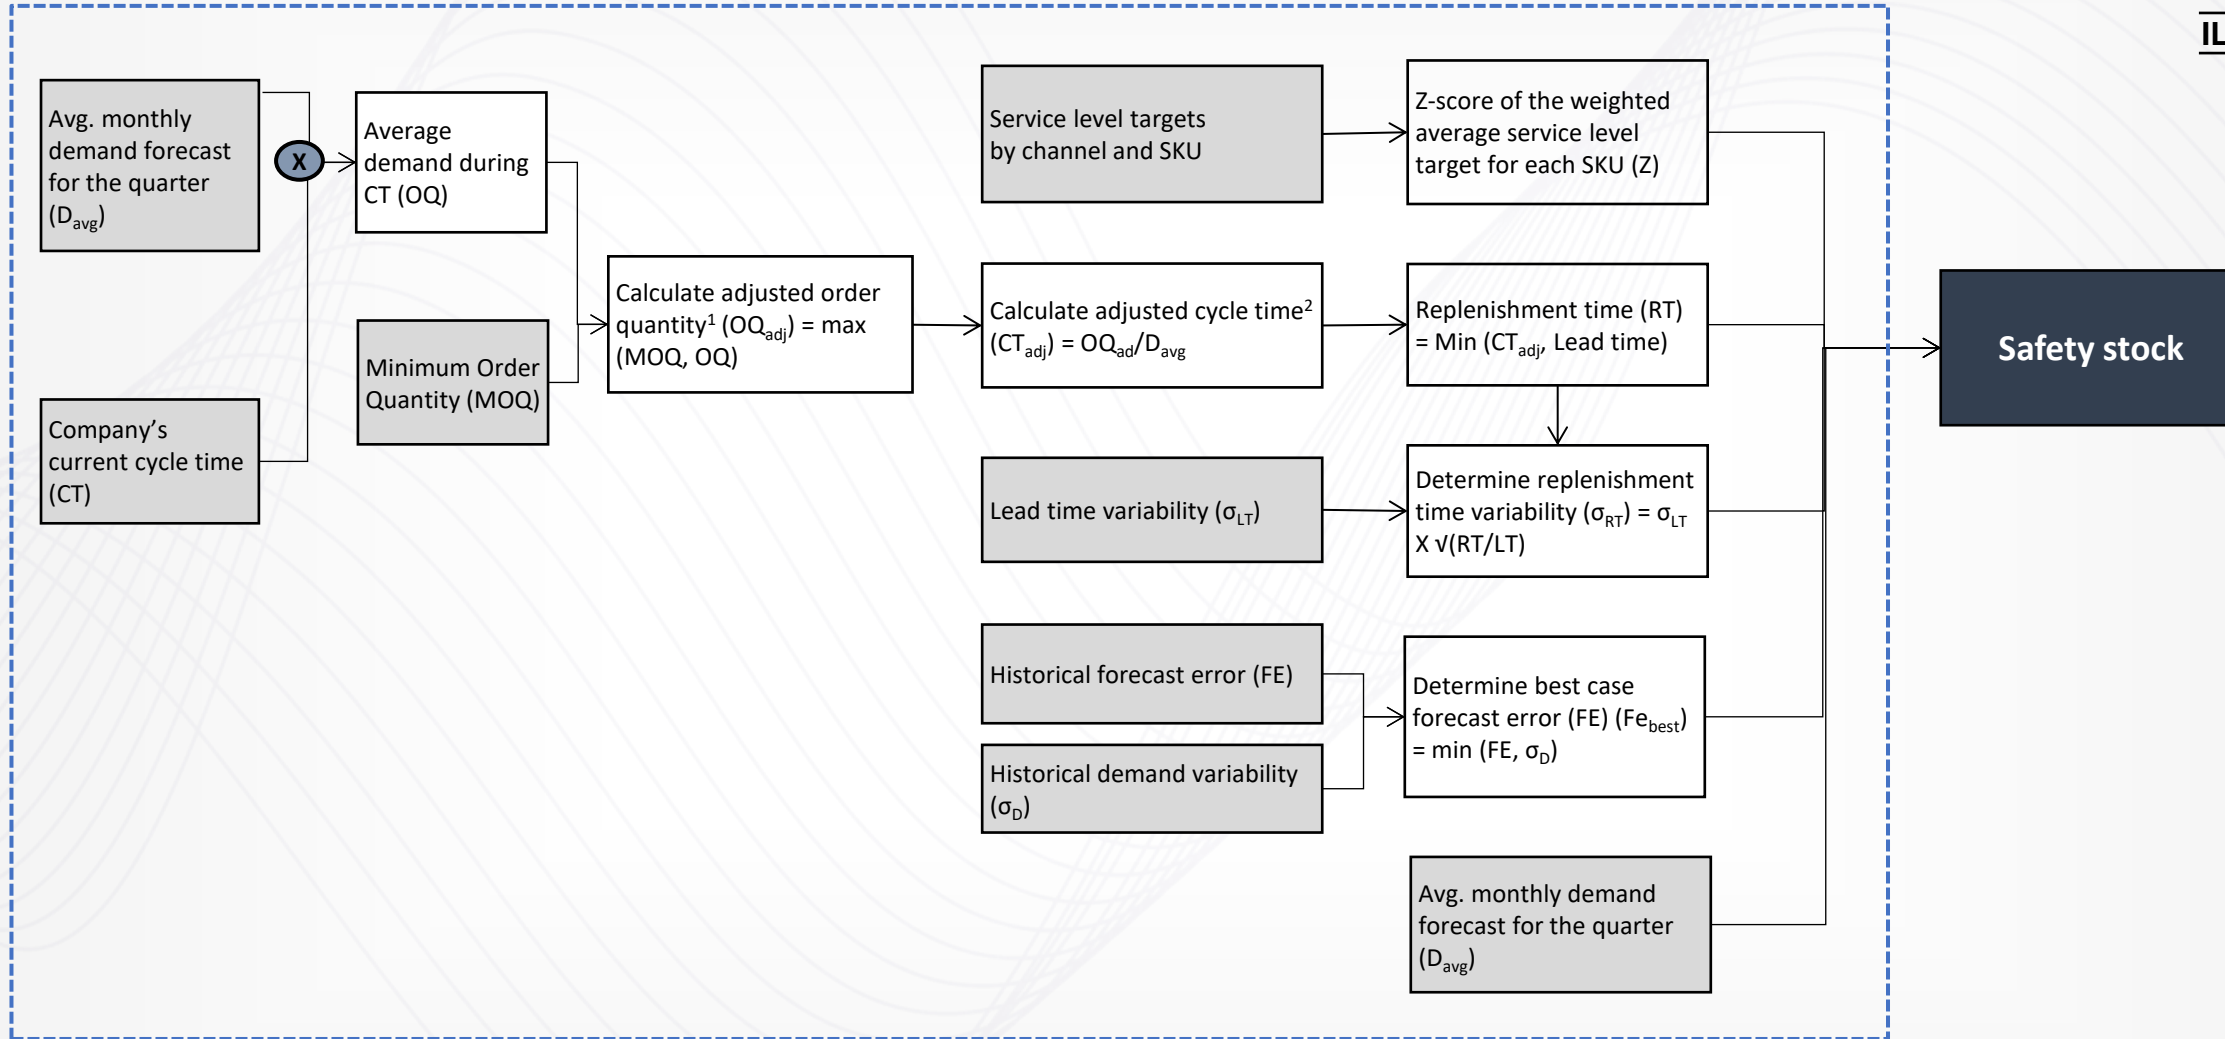 IL
Avg. monthly
demand forecast
for the quarter
(Davg)
X
Average
demand during
CT (OQ)
Company’s
current cycle time
(CT)
Minimum Order
Quantity (MOQ)
Calculate adjusted order
quantity¹ (OQadj) = max
(MOQ, OQ)
Service level targets
by channel and SKU
Z-score of the weighted
average service level
target for each SKU (Z)
Calculate adjusted cycle time²
(CTadj) = OQad/Davg
Replenishment time (RT)
= Min (CTadj, Lead time)
Lead time variability (σLT)
Determine replenishment
time variability (σRT) = σLT
X √(RT/LT)
Historical forecast error (FE)
Historical demand variability
(σD)
Determine best case
forecast error (FE) (Febest)
= min (FE, σD)
Avg. monthly demand
forecast for the quarter
(Davg)
Safety stock